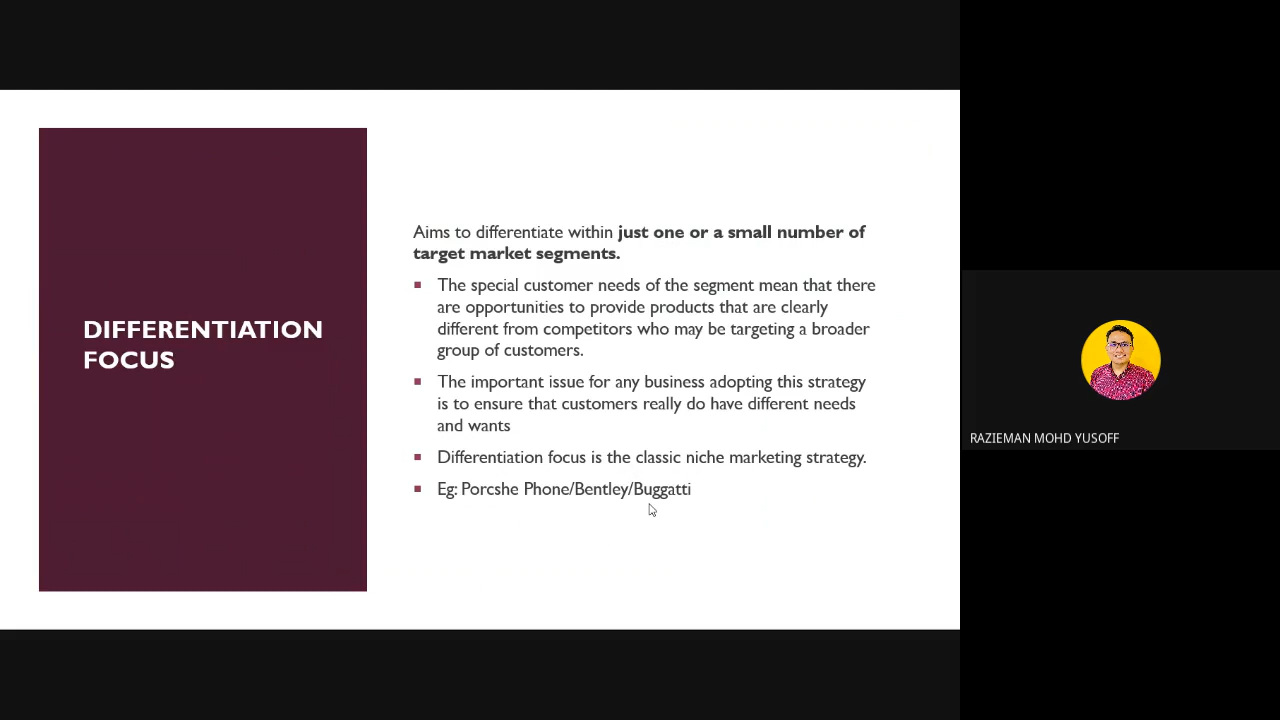 DIFFERENTIATION
FOCUS
Aims to differentiate within just one or a small number of
target market segments.
▪ The special customer needs of the segment mean that there
are opportunities to provide products that are clearly
different from competitors who may be targeting a broader
group of customers.
▪ The important issue for any business adopting this strategy
is to ensure that customers really do have different needs
and wants
▪ Differentiation focus is the classic niche marketing strategy.
▪ Eg: Porcshe Phone/Bentley/Buggatti
RAZIEMAN MOHD YUSOFF